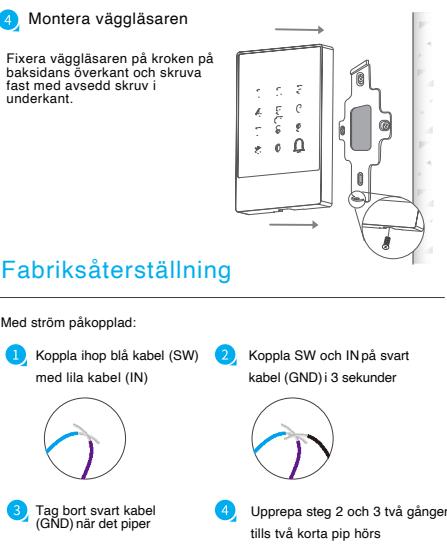 4 Montera väggläsaren
Fixera väggläsaren på kroken på
baksidans överkant och skruva
fast med avsedd skruv i
underkant.
Fabriksåterställning
Med ström påkopplad:
1 Koppla ihop blå kabel (SW)
med lila kabel (IN)
2 Koppla SW och IN på svart
kabel (GND) i 3 sekunder
3 Tag bort svart kabel
(GND) när det piper
4 Upprepa steg 2 och 3 två gånger
tills två korta pip hörs